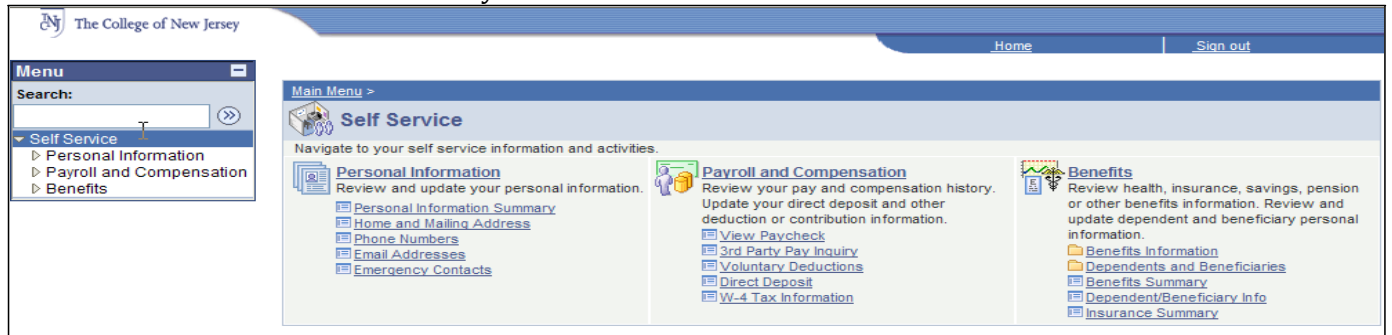 The College of New Jersey
Home
Sign out
Menu
Search:
Self Service
Personal Information
Payroll and Compensation
Benefits
Main Menu >
Self Service
Navigate to your self service information and activities.
Personal Information
Review and update your personal information.
Personal Information Summary
Home and Mailing Address
Phone Numbers
Email Addresses
Emergency Contacts
Payroll and Compensation
Review your pay and compensation history.
Update your direct deposit and other
deduction or contribution information.
View Paycheck
3rd Party Pay Inquiry
Voluntary Deductions
Direct Deposit
W-4 Tax Information
Benefits
Review health, insurance, savings, pension
or other benefits information. Review and
update dependent and beneficiary personal
information.
Benefits Information
Dependents and Beneficiaries
Benefits Summary
Dependent/Beneficiary Info
Insurance Summary